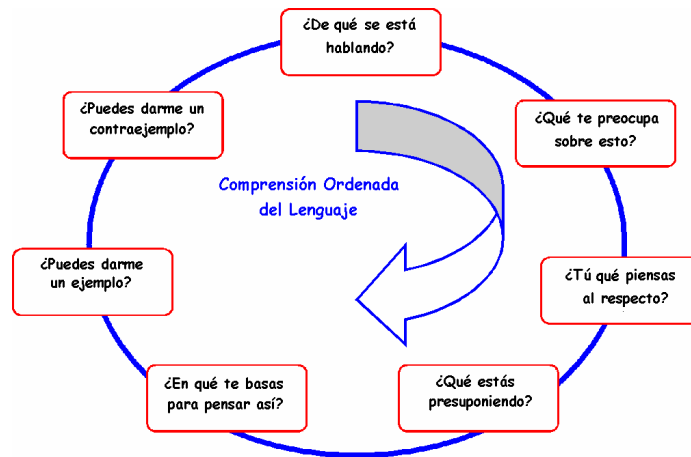 ¿De qué se está
hablando?
¿Qué te preocupa
sobre esto?
¿Tú qué piensas
al respecto?
¿Qué estás
presuponiendo?
¿En qué te basas
para pensar así?
¿Puedes darme
un ejemplo?
¿Puedes darme un
contraejemplo?
Comprensión Ordenada
del Lenguaje